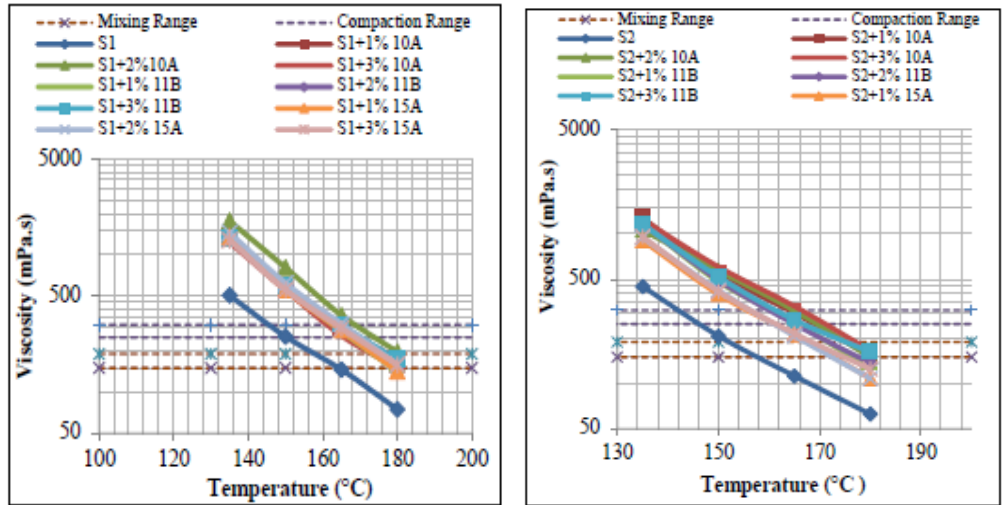 Mixing Range Compaction Range
S1 S1+1% 10A
S1+2%10A S1+3% 10A
S1+1% 11B S1+2% 11B
S1+3% 11B S1+1% 15A
S1+2% 15A S1+3% 15A
5000
500
50
Viscosity (mPa.s)
100 120 140 160 180 200
Temperature (°C)
Mixing Range Compaction Range
S2 S2+1% 10A
S2+2% 10A S2+3% 10A
S2+1% 11B S2+2% 11B
S2+3% 11B S2+1% 15A
5000
500
50
Viscosity (mPa.s)
130 150 170 190
Temperature (°C )